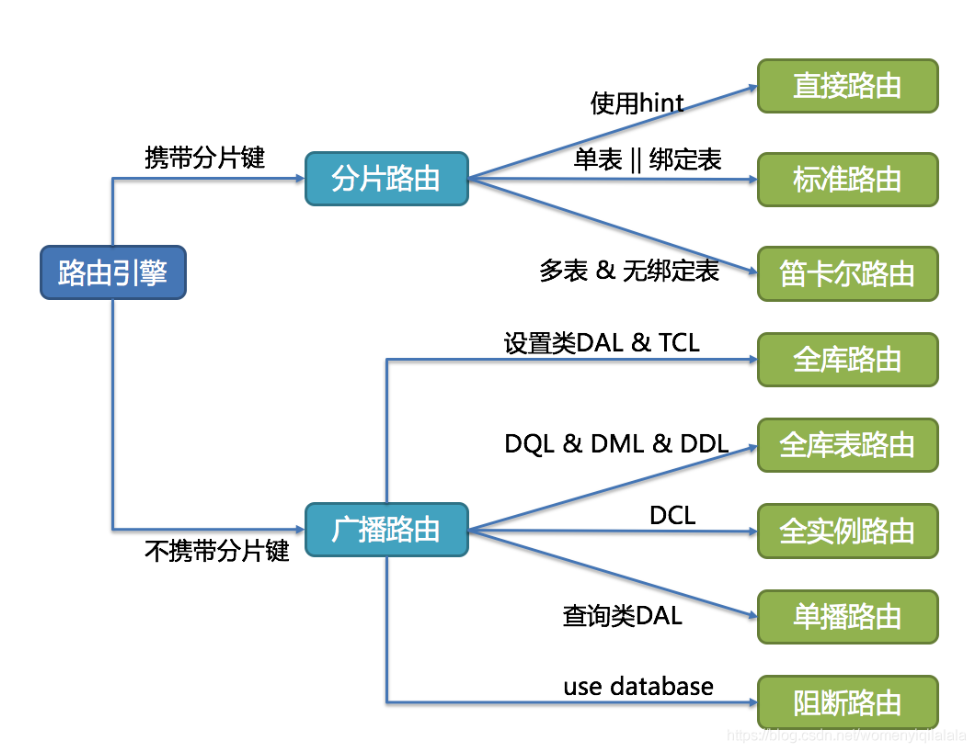 使用hint
直接路由
携带分片键
分片路由
单表 || 绑定表
标准路由
路由引擎
多表 & 无绑定表
笛卡尔路由
设置类DAL & TCL
全库路由
DQL & DML & DDL
全库表路由
不携带分片键
广播路由
DCL
全实例路由
查询类DAL
单播路由
use database
阻断路由
https://blog.csdn.net/womenyiqilalala